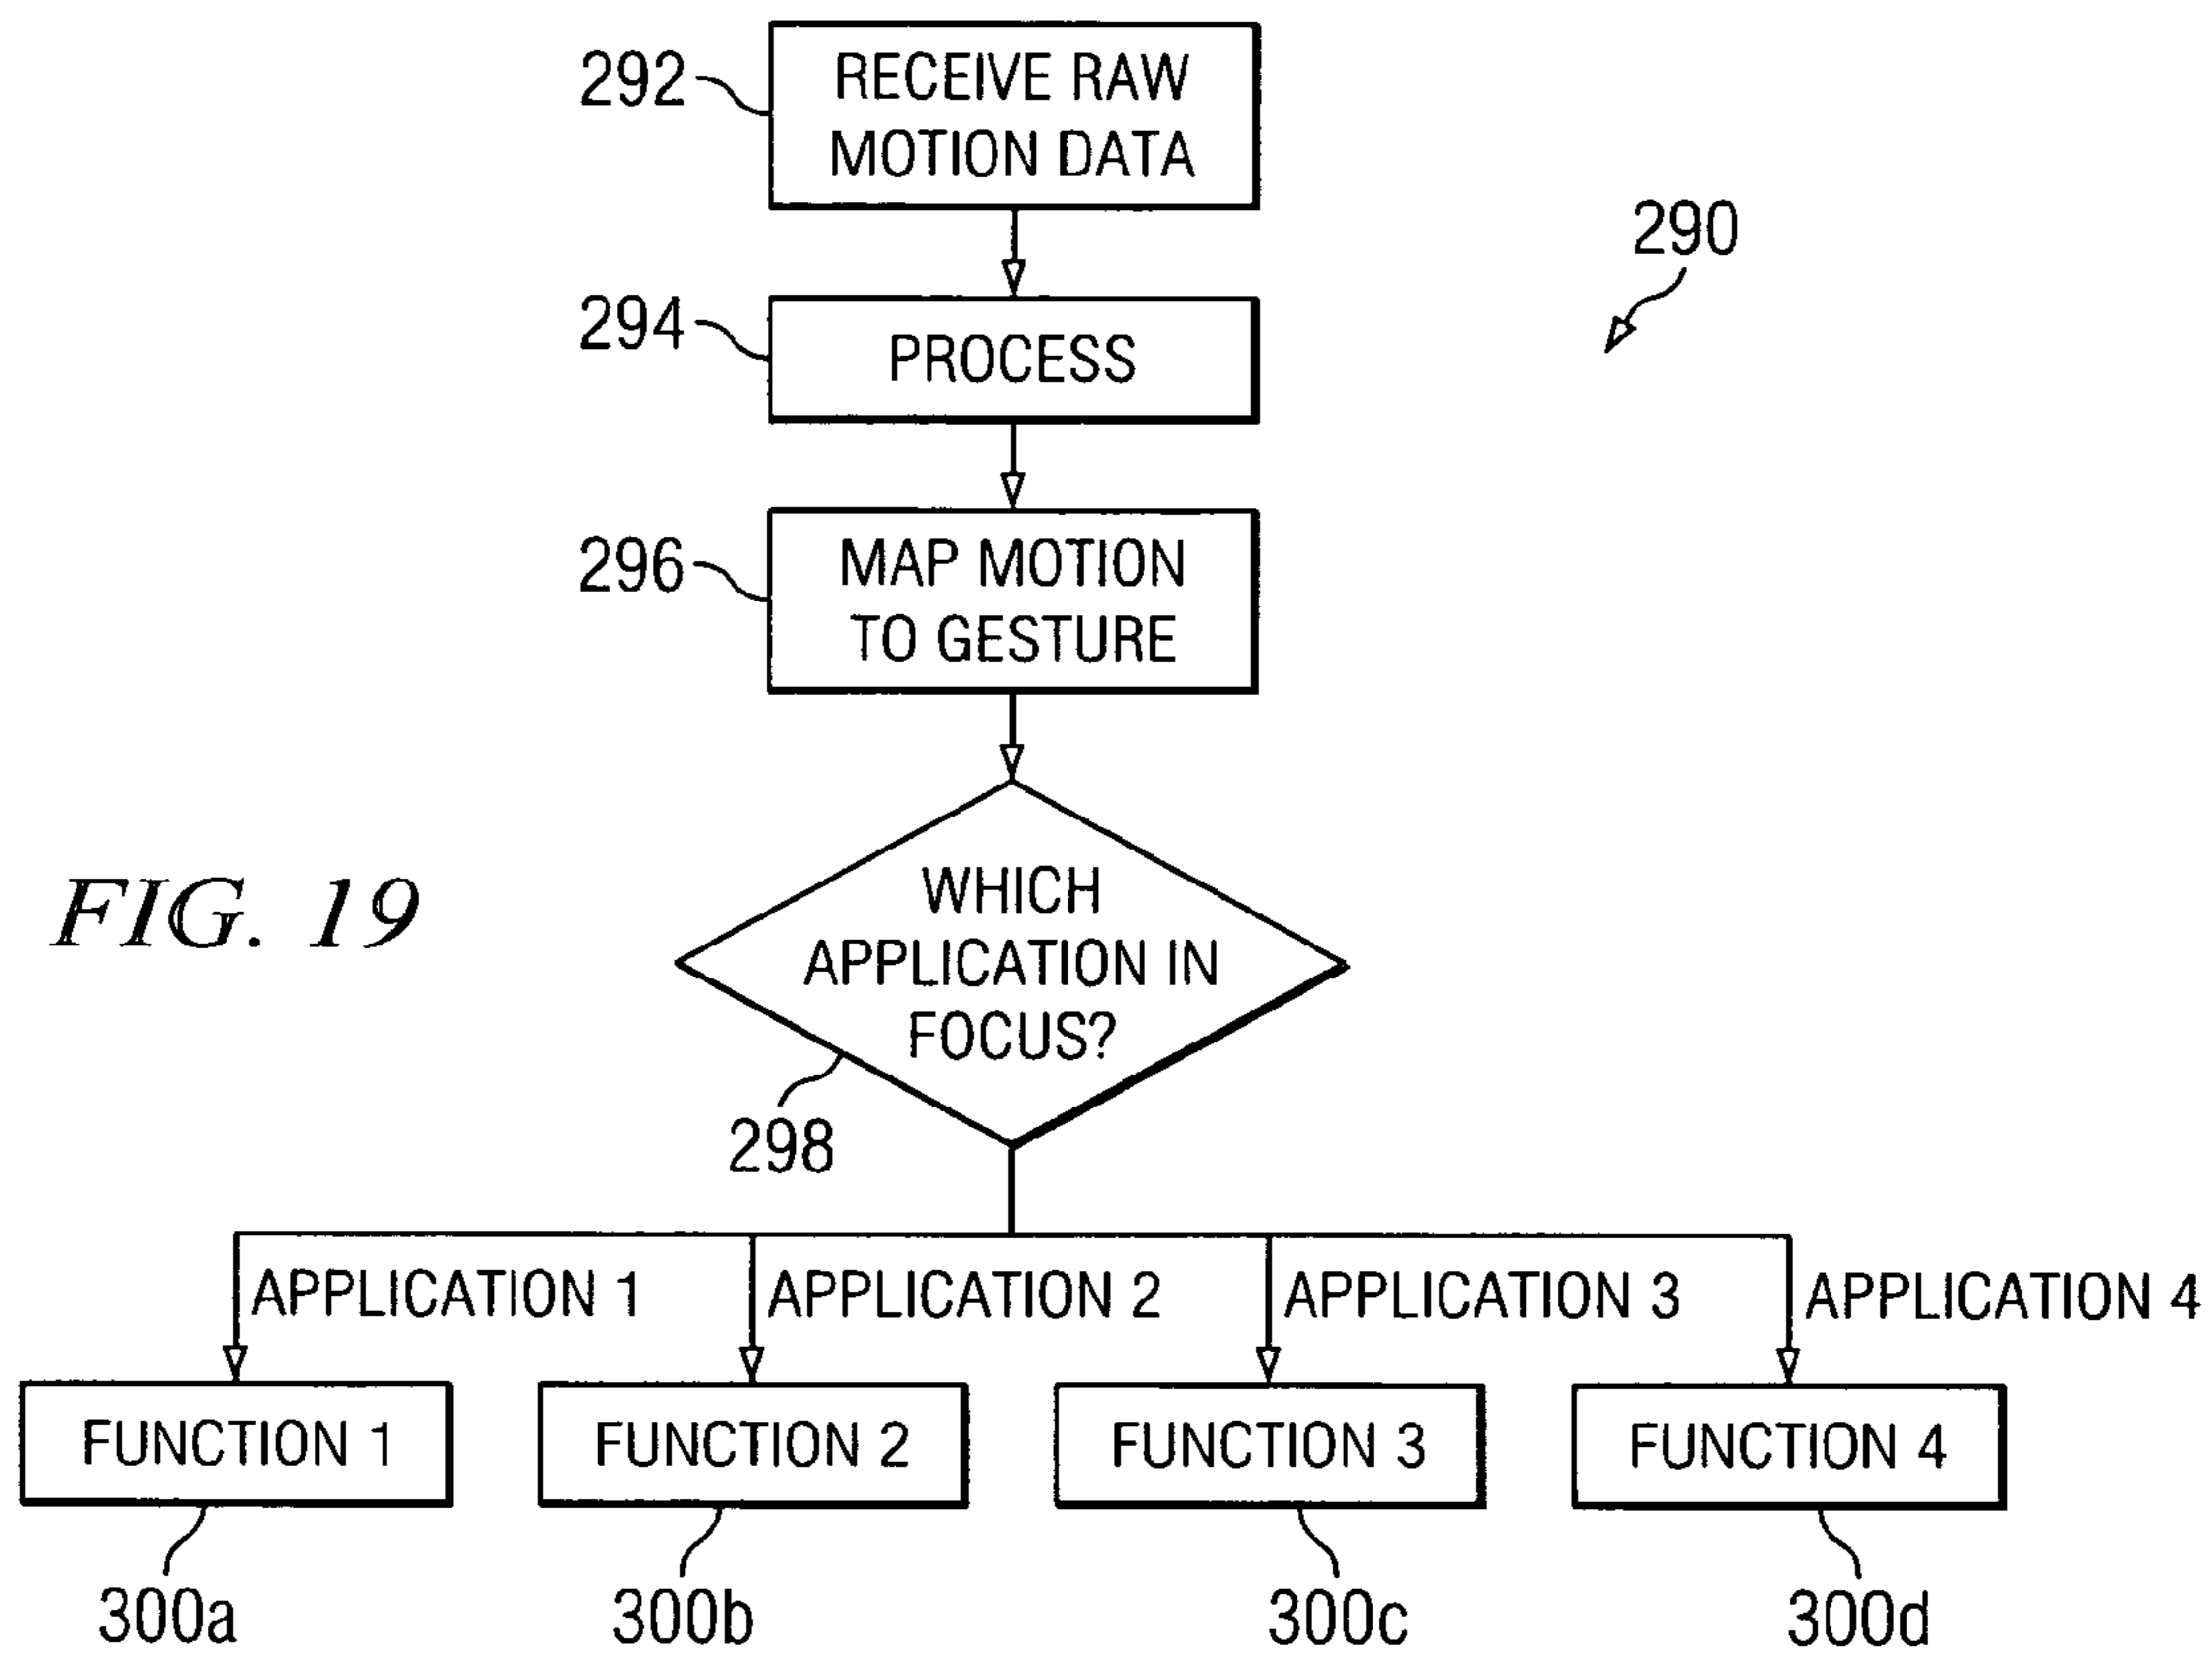 292
RECEIVE RAW
MOTION DATA
290
294
PROCESS
296
MAP MOTION
TO GESTURE
FIG. 19
WHICH
APPLICATION IN
FOCUS?
298
APPLICATION 1
APPLICATION 2
APPLICATION 3
APPLICATION 4
FUNCTION 1
FUNCTION 2
FUNCTION 3
FUNCTION 4
300a
300b
300c
300d